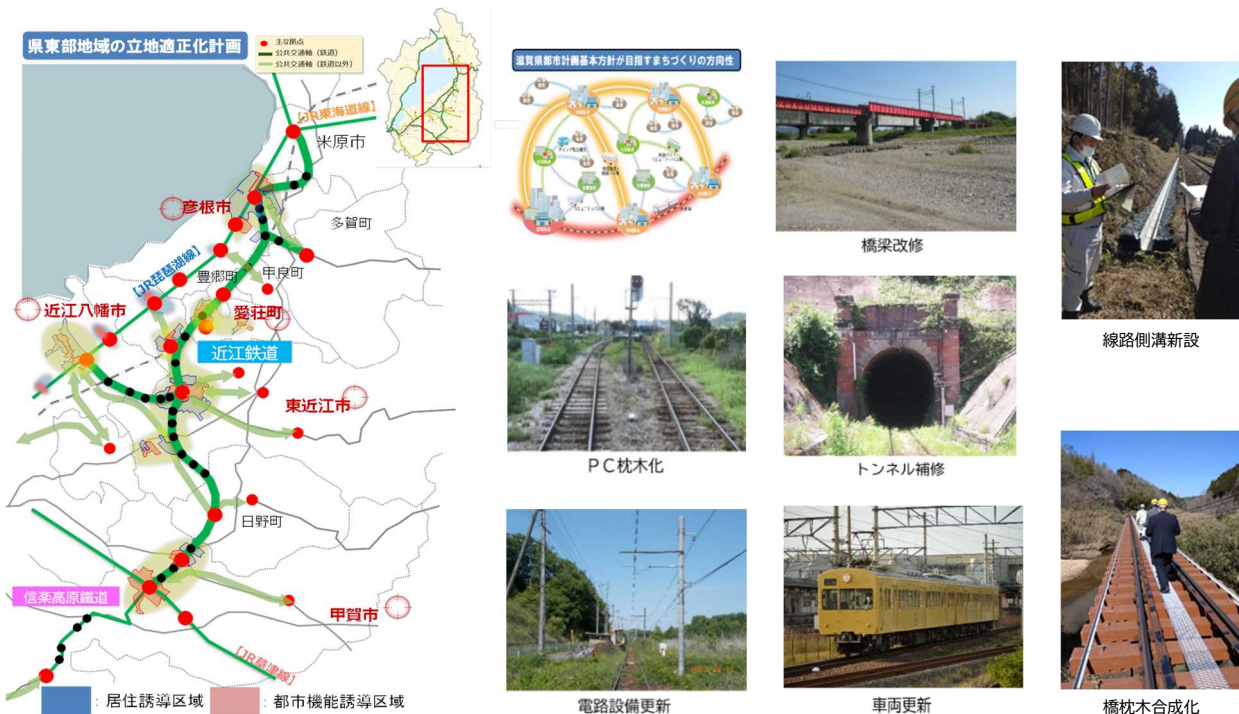 県東部地域の立地適正化計画
主な拠点
公共交通軸（鉄道）
公共交通軸（鉄道以外）
【JR東海道線】
米原市
彦根市
多賀町
【JR琵琶湖線】
豊郷町
甲良町
近江八幡市
愛荘町
近江鉄道
東近江市
日野町
信楽高原鐵道
甲賀市
【JR草津線】
：居住誘導区域
：都市機能誘導区域
滋賀県都市計画基本方針が目指すまちづくりの方向性
橋梁改修
線路側溝新設
ＰＣ枕木化
トンネル補修
電路設備更新
車両更新
橋枕木合成化